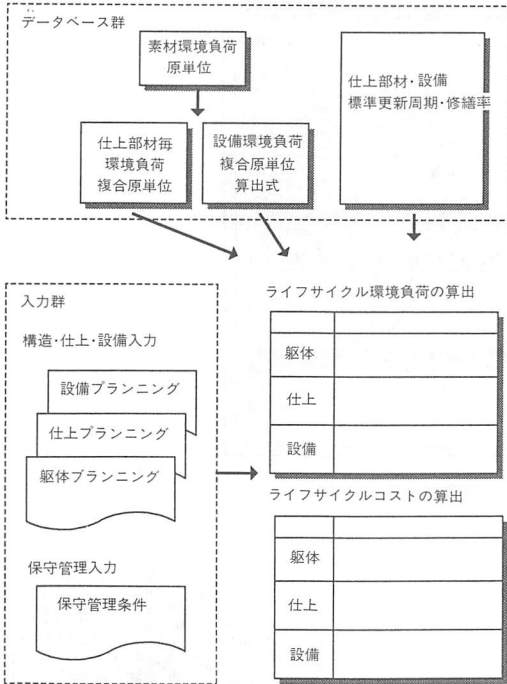 データベース群
素材環境負荷
原単位
仕上部材毎
環境負荷
複合原単位
設備環境負荷
複合原単位
算出式
仕上部材・設備
標準更新周期・修繕率
入力群
構造・仕上・設備入力
設備プランニング
仕上プランニング
躯体プランニング
保守管理入力
保守管理条件
ライフサイクル環境負荷の算出
躯体
仕上
設備
ライフサイクルコストの算出
躯体
仕上
設備